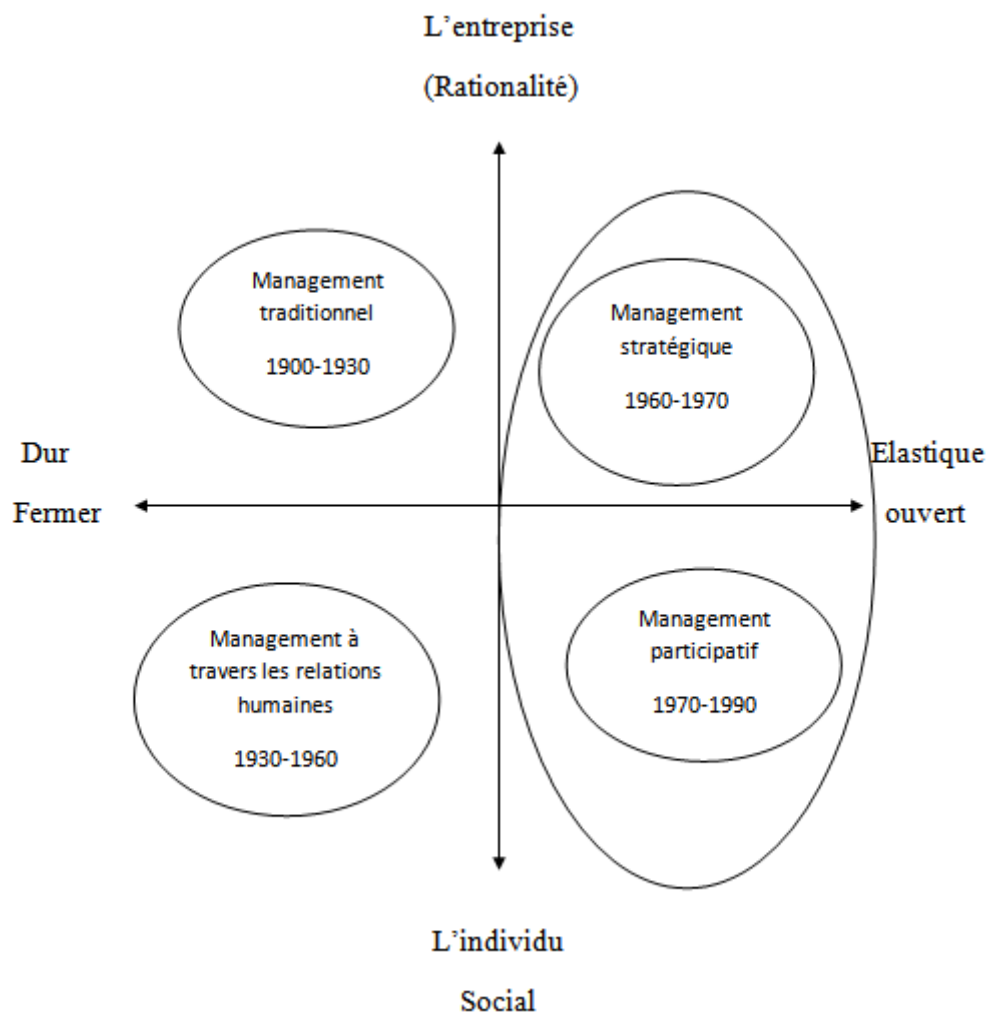 L'entreprise
(Rationalité)
Management
traditionnel
1900-1930
Management
stratégique
1960-1970
Dur
Fermer
Elastique
ouvert
Management à
travers les relations
humaines
1930-1960
Management
participatif
1970-1990
L'individu
Social